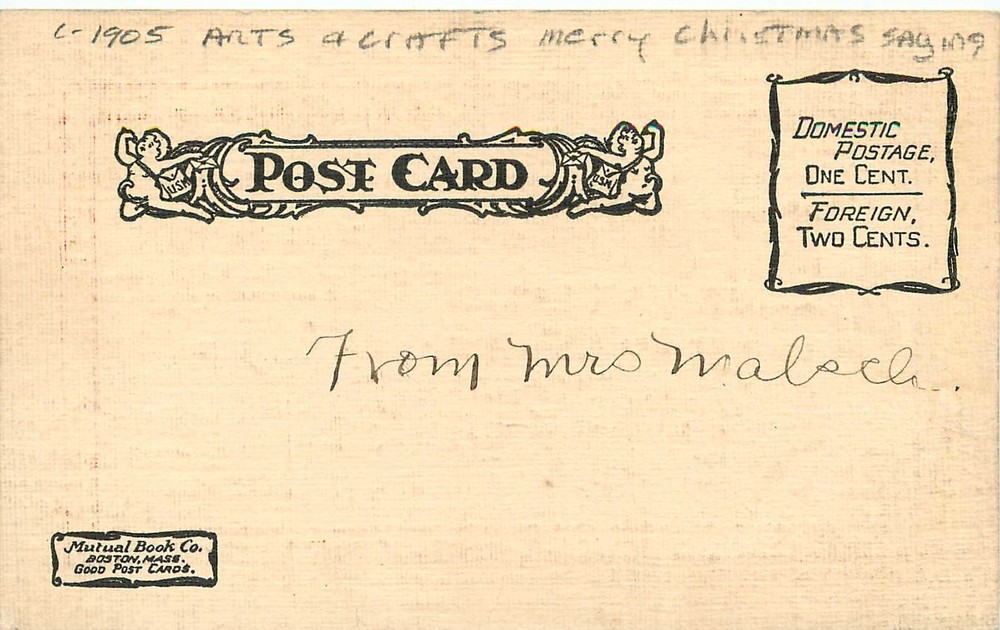 C-1905 ARTS & CRAFTS merry CHRISTMAS SAYING
POST CARD
U.S.M.
U.S.M.
DOMESTIC
POSTAGE,
ONE CENT.
FOREIGN,
TWO CENTS.
From Mrs Malsch.
Mutual Book Co.
BOSTON, MASS.
GOOD POST CARDS.